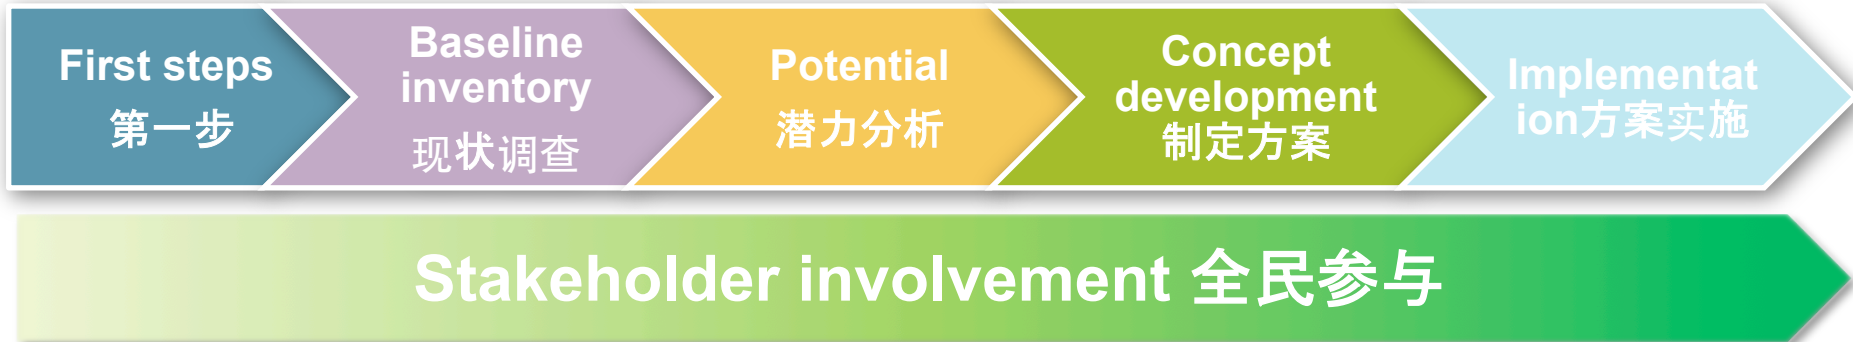 First steps
第一步
Baseline
inventory
现状调查
Potential
潜力分析
Concept
development
制定方案
Implementat
ion方案实施
Stakeholder involvement 全民参与